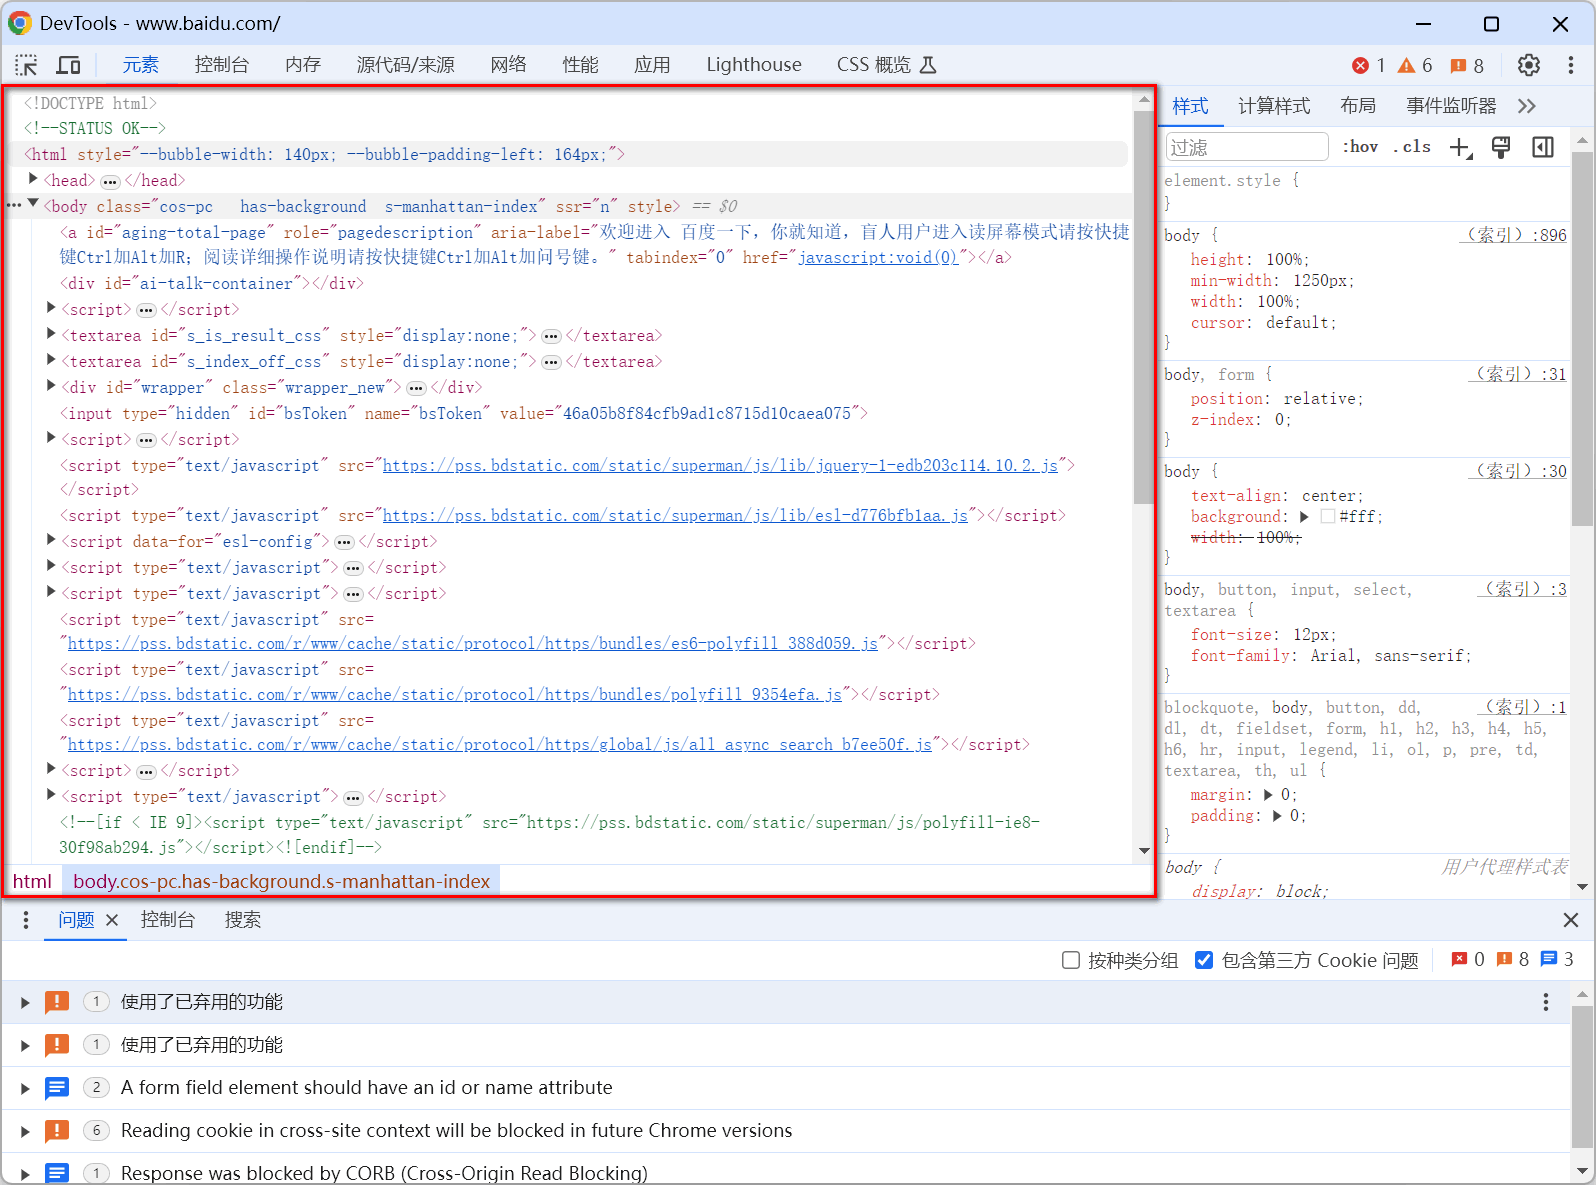 DevTools - www.baidu.com/
元素 控制台 内存 源代码/来源 网络 性能 应用 Lighthouse CSS 概览 1 6 8
<!DOCTYPE html>
<!--STATUS OK-->
<html style="--bubble-width: 140px; --bubble-padding-left: 164px;">
<head> … </head>
… <body class="cos-pc   has-background  s-manhattan-index" ssr="n" style> == $0
<a id="aging-total-page" role="pagedescription" aria-label="欢迎进入 百度一下，你就知道，盲人用户进入读屏幕模式请按快捷
键Ctrl加Alt加R；阅读详细操作说明请按快捷键Ctrl加Alt加问号键。" tabindex="0" href="javascript:void(0)"></a>
<div id="ai-talk-container"></div>
<script> … </script>
<textarea id="s_is_result_css" style="display:none;"> … </textarea>
<textarea id="s_index_off_css" style="display:none;"> … </textarea>
<div id="wrapper" class="wrapper_new"> … </div>
<input type="hidden" id="bsToken" name="bsToken" value="46a05b8f84cfb9ad1c8715d10caea075">
<script> … </script>
<script type="text/javascript" src="https://pss.bdstatic.com/static/superman/js/lib/jquery-1-edb203c114.10.2.js">
</script>
<script type="text/javascript" src="https://pss.bdstatic.com/static/superman/js/lib/esl-d776bfb1aa.js"></script>
<script data-for="esl-config"> … </script>
<script type="text/javascript"> … </script>
<script type="text/javascript"> … </script>
<script type="text/javascript" src=
"https://pss.bdstatic.com/r/www/cache/static/protocol/https/bundles/es6-polyfill_388d059.js"></script>
<script type="text/javascript" src=
"https://pss.bdstatic.com/r/www/cache/static/protocol/https/bundles/polyfill_9354efa.js"></script>
<script type="text/javascript" src=
"https://pss.bdstatic.com/r/www/cache/static/protocol/https/global/js/all_async_search_b7ee50f.js"></script>
<script> … </script>
<script type="text/javascript"> … </script>
<!--[if < IE 9]><script type="text/javascript" src="https://pss.bdstatic.com/static/superman/js/polyfill-ie8-
30f98ab294.js"></script><![endif]-->
html body.cos-pc.has-background.s-manhattan-index
样式 计算样式 布局 事件监听器
过滤 :hov .cls
element.style {
}
body { （索引）:896
height: 100%;
min-width: 1250px;
width: 100%;
cursor: default;
}
body, form { （索引）:31
position: relative;
z-index: 0;
}
body { （索引）:30
text-align: center;
background: #fff;
width: 100%;
}
body, button, input, select, （索引）:3
textarea {
font-size: 12px;
font-family: Arial, sans-serif;
}
blockquote, body, button, dd, （索引）:1
dl, dt, fieldset, form, h1, h2, h3, h4, h5,
h6, hr, input, legend, li, ol, p, pre, td,
textarea, th, ul {
margin: 0;
padding: 0;
}
body { 用户代理样式表
display: block;
问题 控制台 搜索
按种类分组 包含第三方 Cookie 问题 0 8 3
1 使用了已弃用的功能
1 使用了已弃用的功能
2 A form field element should have an id or name attribute
6 Reading cookie in cross-site context will be blocked in future Chrome versions
1 Response was blocked by CORB (Cross-Origin Read Blocking)